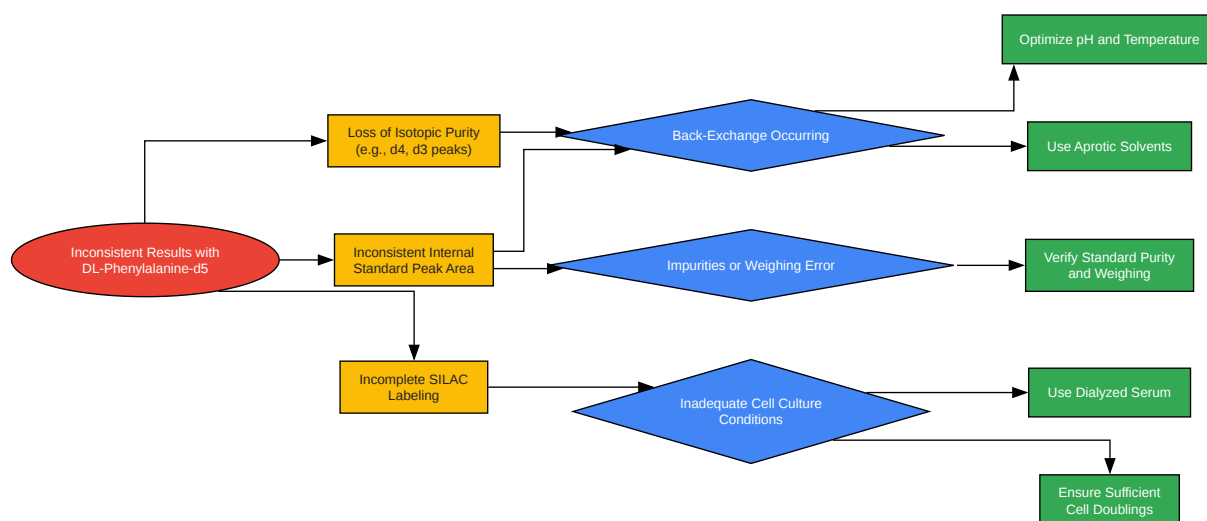 Optimize pH and Temperature
Loss of Isotopic Purity
(e.g., d4, d3 peaks)
Back-Exchange Occurring
Use Aprotic Solvents
Inconsistent Results with
DL-Phenylalanine-d5
Inconsistent Internal
Standard Peak Area
Impurities or Weighing Error
Verify Standard Purity
and Weighing
Incomplete SILAC
Labeling
Inadequate Cell Culture
Conditions
Use Dialyzed Serum
Ensure Sufficient
Cell Doublings